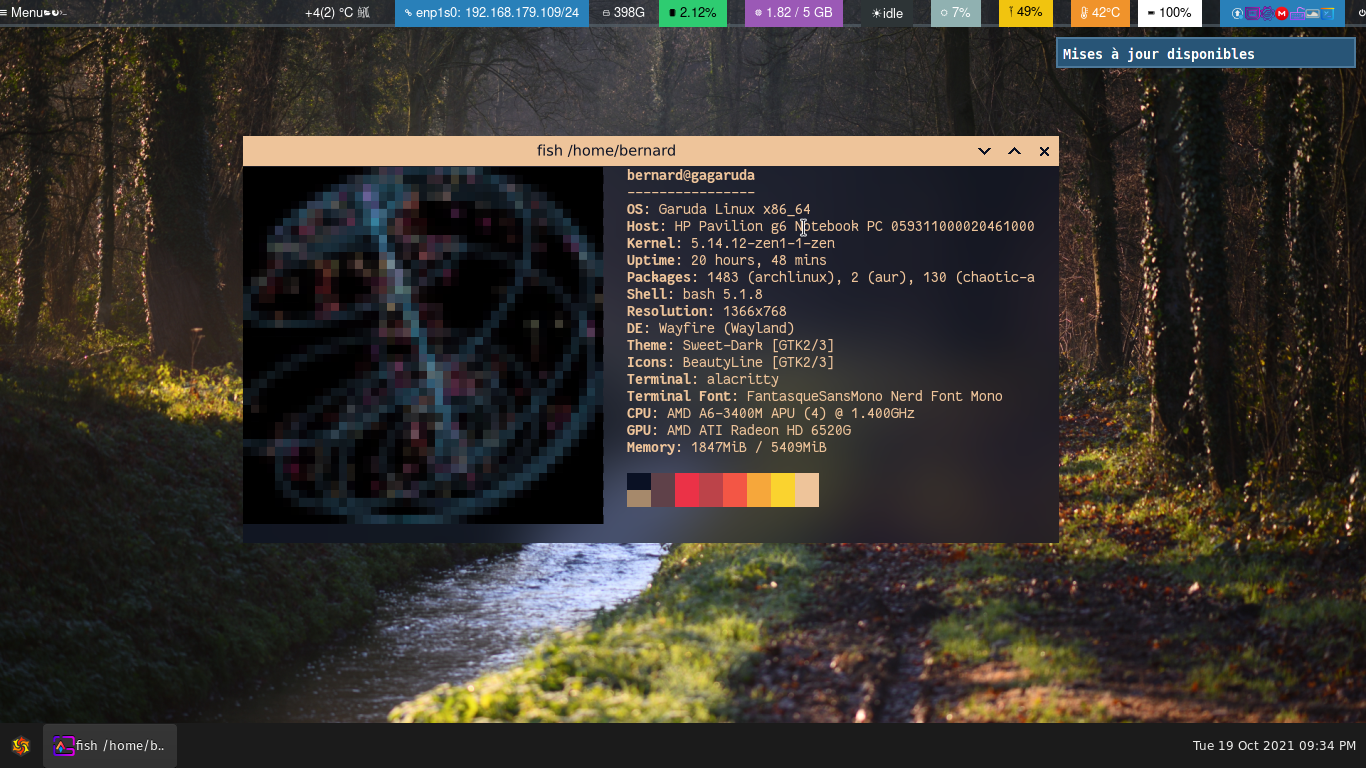 Menu
+4(2) °C
enp1s0: 192.168.179.109/24
398G
2.12%
1.82 / 5 GB
idle
7%
49%
42°C
100%
Mises à jour disponibles
fish /home/bernard
bernard@gagaruda
----------------
OS: Garuda Linux x86_64
Host: HP Pavilion g6 Notebook PC 059311000020461000
Kernel: 5.14.12-zen1-1-zen
Uptime: 20 hours, 48 mins
Packages: 1483 (archlinux), 2 (aur), 130 (chaotic-a
Shell: bash 5.1.8
Resolution: 1366x768
DE: Wayfire (Wayland)
Theme: Sweet-Dark [GTK2/3]
Icons: BeautyLine [GTK2/3]
Terminal: alacritty
Terminal Font: FantasqueSansMono Nerd Font Mono
CPU: AMD A6-3400M APU (4) @ 1.400GHz
GPU: AMD ATI Radeon HD 6520G
Memory: 1847MiB / 5409MiB
fish /home/b..
Tue 19 Oct 2021 09:34 PM